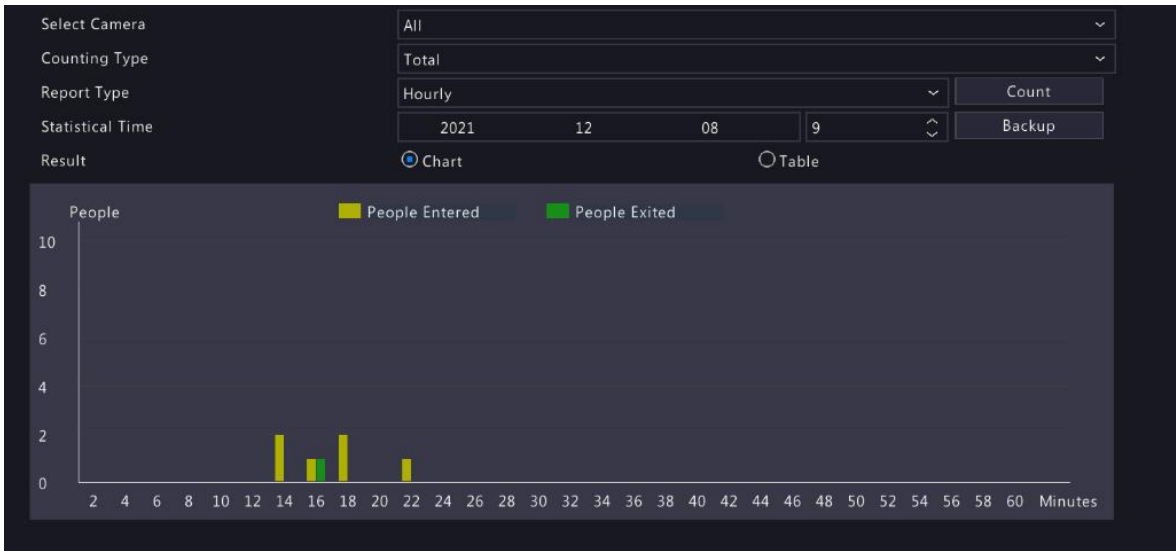 Select Camera All
Counting Type Total
Report Type Hourly Count
Statistical Time 2021 12 08 9 Backup
Result Chart Table
People People Entered People Exited
10
8
6
4
2
0
2 4 6 8 10 12 14 16 18 20 22 24 26 28 30 32 34 36 38 40 42 44 46 48 50 52 54 56 58 60 Minutes